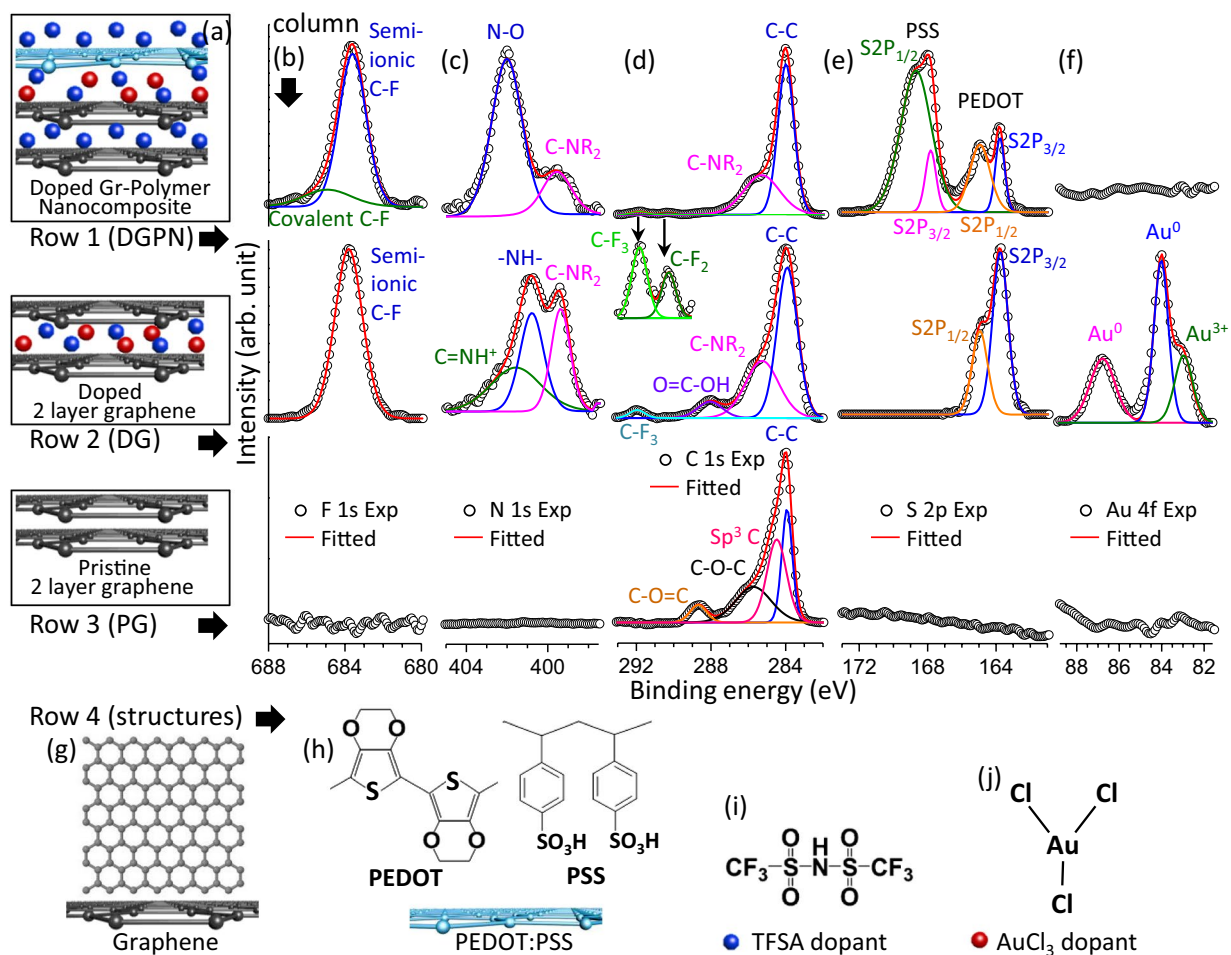 (a)
Doped Gr-Polymer
Nanocomposite
Row 1 (DGPN)
column
(b)
Semi-
ionic
C-F
Covalent C-F
(c)
N-O
C-NR2
(d)
C-C
C-NR2
C-F3
C-F2
(e)
PSS
S2P1/2
PEDOT
S2P3/2
S2P3/2
S2P1/2
(f)
Doped
2 layer graphene
Row 2 (DG)
Intensity (arb. unit)
Semi-
ionic
C-F
-NH-
C-NR2
C=NH+
C-C
C-NR2
O=C-OH
C-F3
S2P3/2
S2P1/2
Au0
Au0
Au3+
Pristine
2 layer graphene
Row 3 (PG)
F 1s Exp
Fitted
N 1s Exp
Fitted
C-C
C 1s Exp
Fitted
Sp3 C
C-O-C
C-O=C
S 2p Exp
Fitted
Au 4f Exp
Fitted
688 684 680
404 400
292 288 284
172 168 164
88 84 82
Binding energy (eV)
Row 4 (structures)
(g)
Graphene
(h)
O O
S S
O O
PEDOT
SO3H SO3H
PSS
PEDOT:PSS
(i)
O H O
CF3-S-N-S-CF3
O O
TFSA dopant
(j)
Cl Cl
Au
Cl
AuCl3 dopant